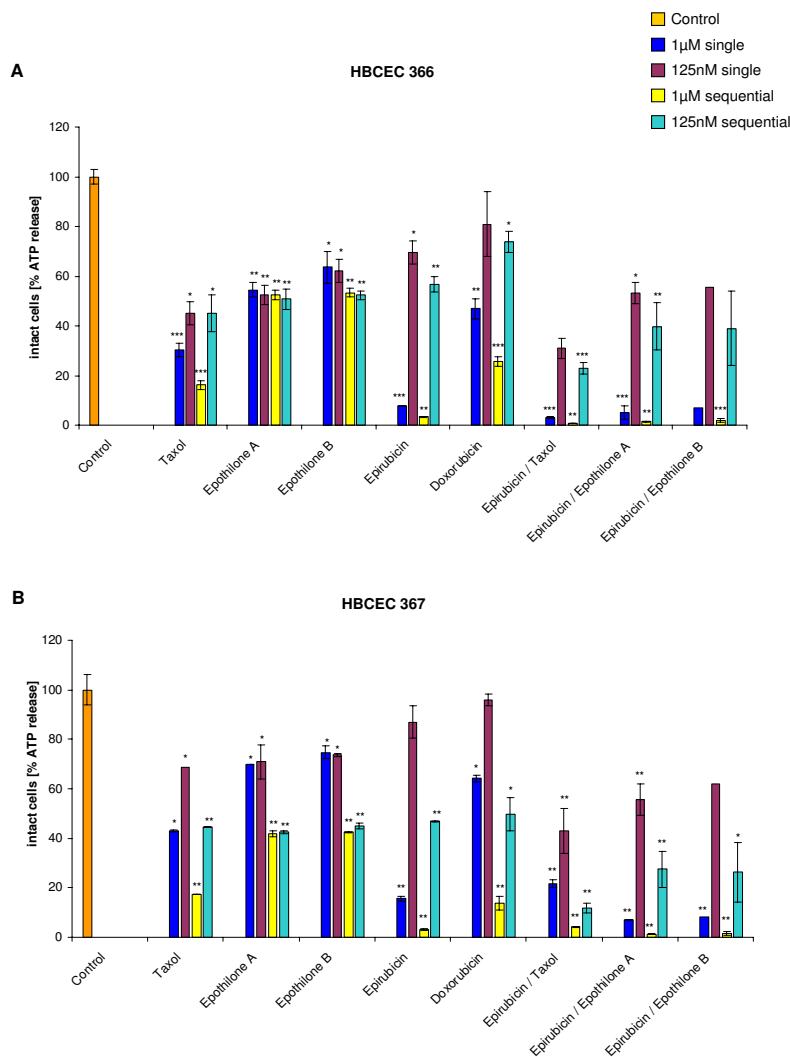 Control
1µM single
125nM single
1µM sequential
125nM sequential
A
HBCEC 366
intact cells [% ATP release]
120
100
80
60
40
20
0
*** * *** *
** ** ** **
* * ** **
*** * ** **
** *** *
*** ** ***
*** * ** **
***
Control
Taxol
Epothilone A
Epothilone B
Epirubicin
Doxorubicin
Epirubicin / Taxol
Epirubicin / Epothilone A
Epirubicin / Epothilone B
B
HBCEC 367
intact cells [% ATP release]
120
100
80
60
40
20
0
* * ** **
* * ** **
* * ** **
** ** **
* ** *
** ** ** **
** ** ** **
** ** *
Control
Taxol
Epothilone A
Epothilone B
Epirubicin
Doxorubicin
Epirubicin / Taxol
Epirubicin / Epothilone A
Epirubicin / Epothilone B